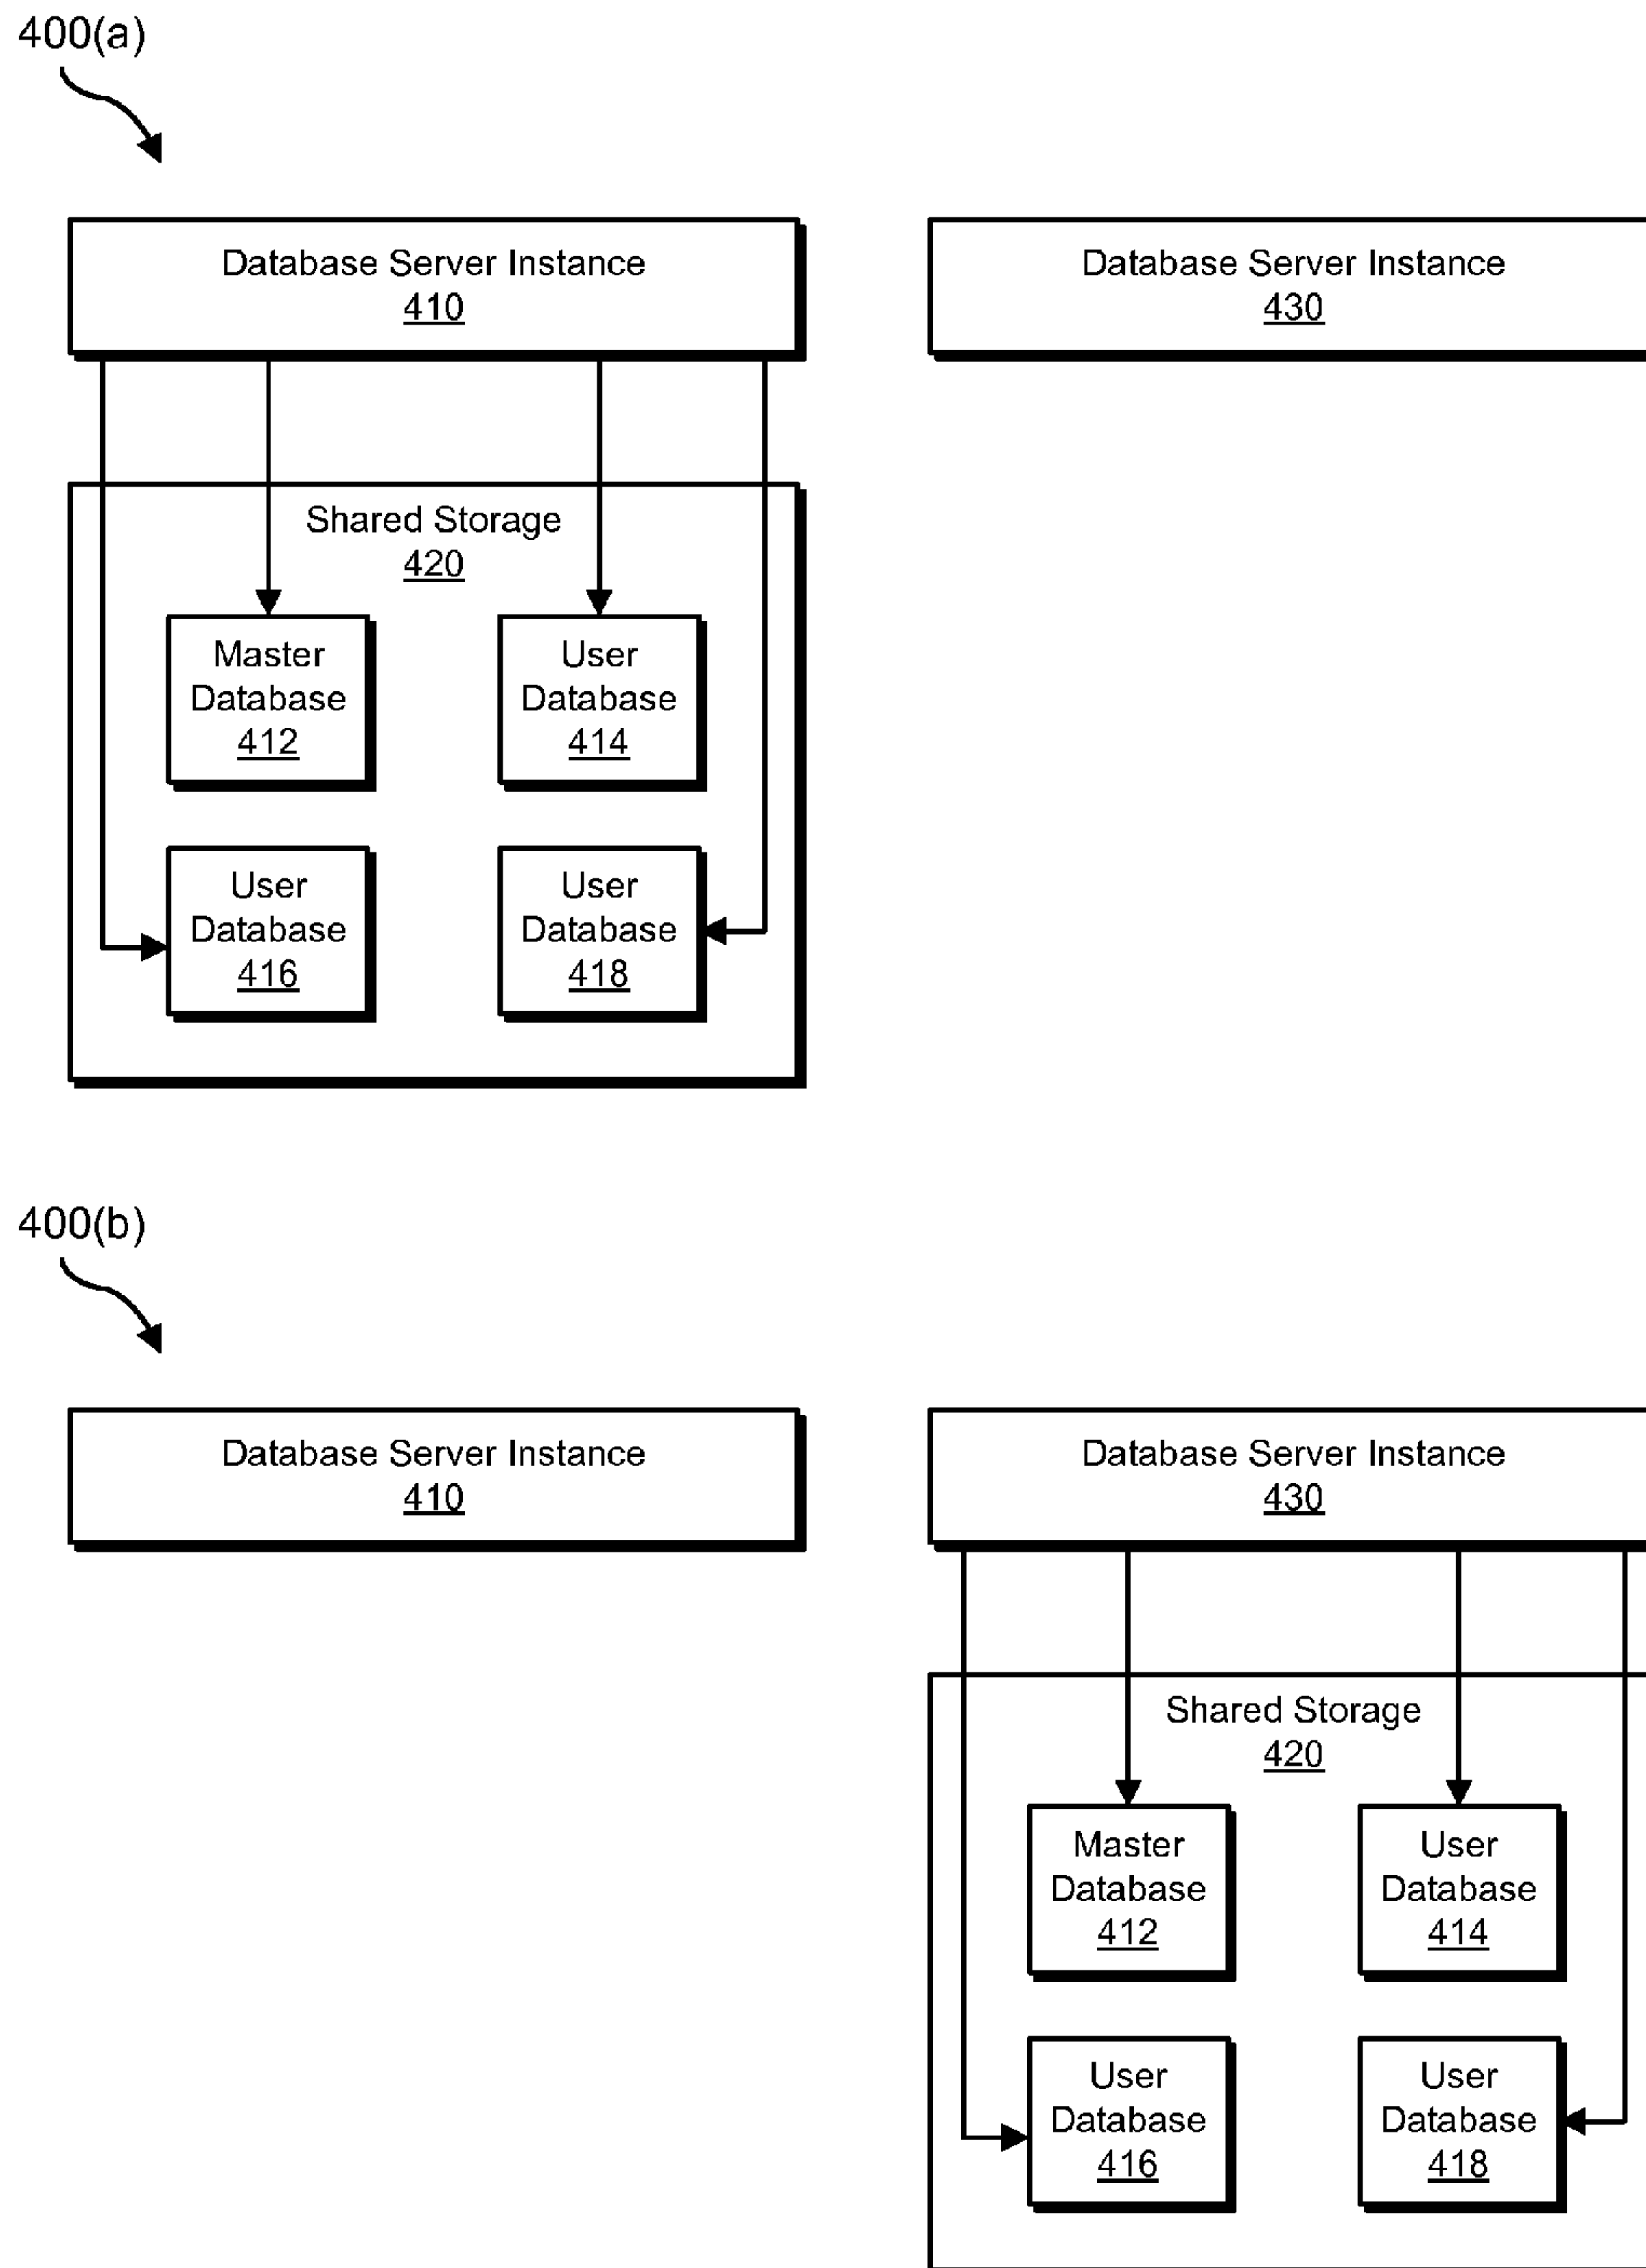 400(a)
Database Server Instance
410
Database Server Instance
430
Shared Storage
420
Master
Database
412
User
Database
414
User
Database
416
User
Database
418
400(b)
Database Server Instance
410
Database Server Instance
430
Shared Storage
420
Master
Database
412
User
Database
414
User
Database
416
User
Database
418